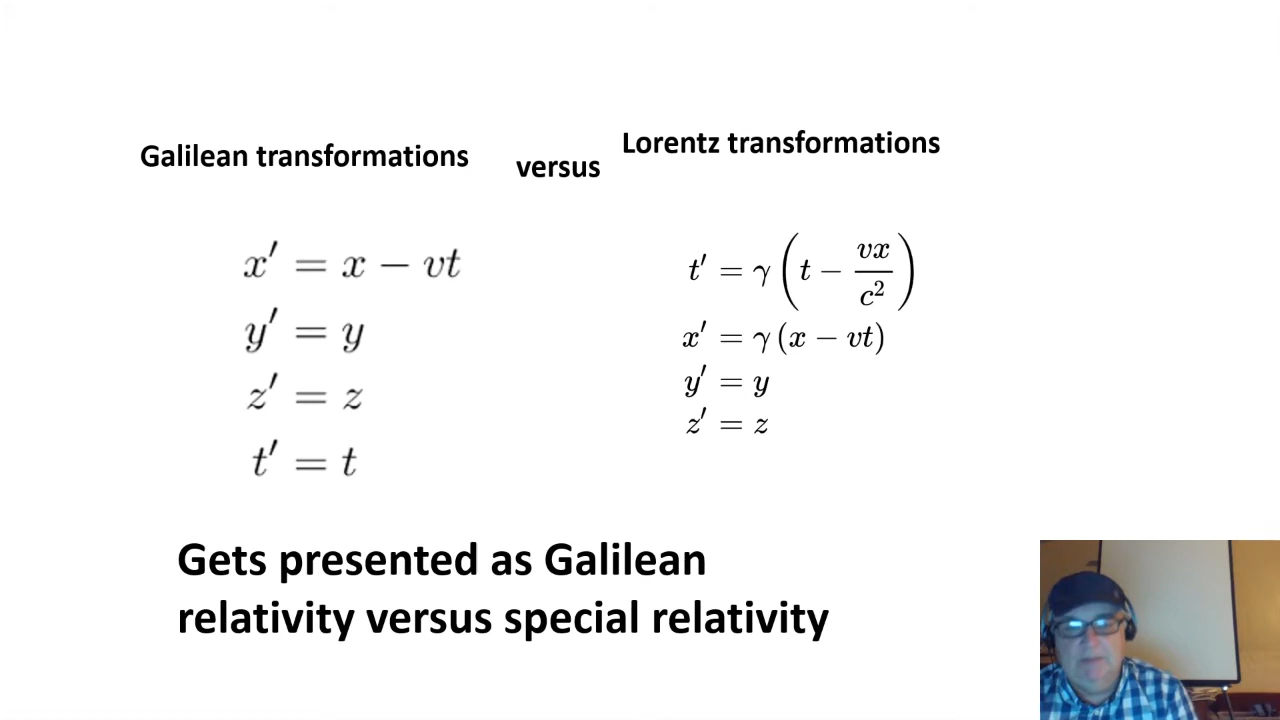 Galilean transformations
versus
Lorentz transformations
x′ = x − vt
y′ = y
z′ = z
t′ = t
t′ = γ (t − vx/c²)
x′ = γ (x − vt)
y′ = y
z′ = z
Gets presented as Galilean
relativity versus special relativity